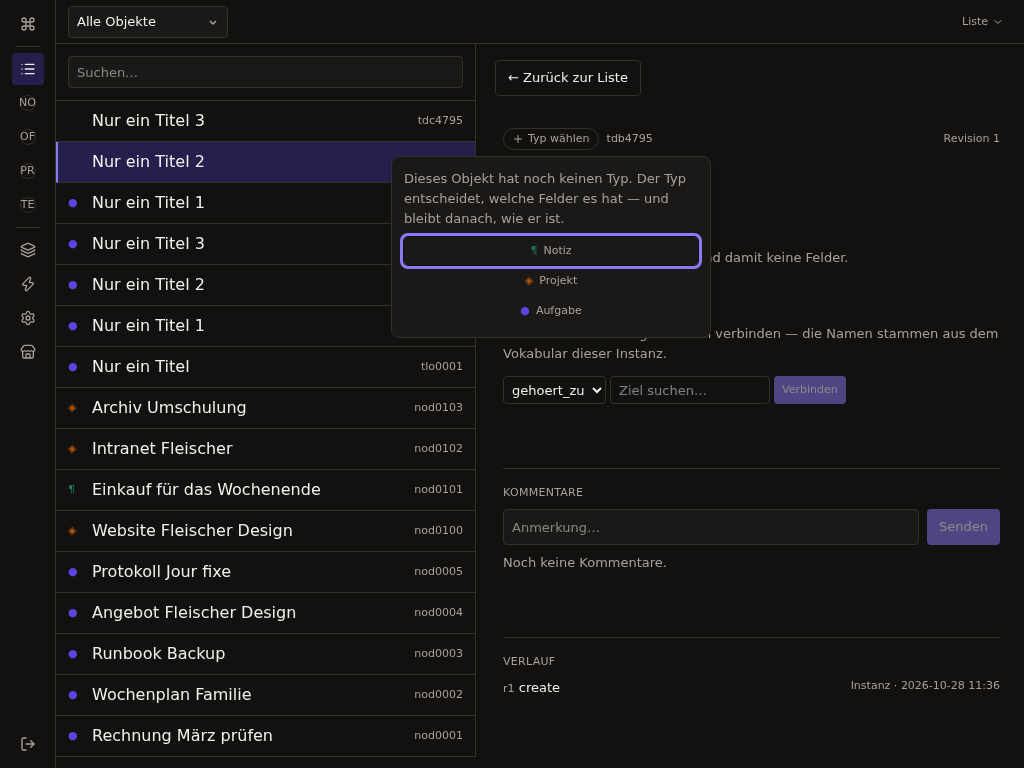 Alle Objekte
Liste
NO
OF
PR
TE
Suchen…
Nur ein Titel 3 tdc4795
Nur ein Titel 2
Nur ein Titel 1
Nur ein Titel 3
Nur ein Titel 2
Nur ein Titel 1
Nur ein Titel tlo0001
Archiv Umschulung nod0103
Intranet Fleischer nod0102
Einkauf für das Wochenende nod0101
Website Fleischer Design nod0100
Protokoll Jour fixe nod0005
Angebot Fleischer Design nod0004
Runbook Backup nod0003
Wochenplan Familie nod0002
Rechnung März prüfen nod0001
← Zurück zur Liste
+ Typ wählen tdb4795 Revision 1
Dieses Objekt hat noch keinen Typ. Der Typ
entscheidet, welche Felder es hat — und
bleibt danach, wie er ist.
¶ Notiz
Projekt
Aufgabe
damit keine Felder.
verbinden — die Namen stammen aus dem
Vokabular dieser Instanz.
gehoert_zu Ziel suchen… Verbinden
KOMMENTARE
Anmerkung… Senden
Noch keine Kommentare.
VERLAUF
r1 create Instanz · 2026-10-28 11:36